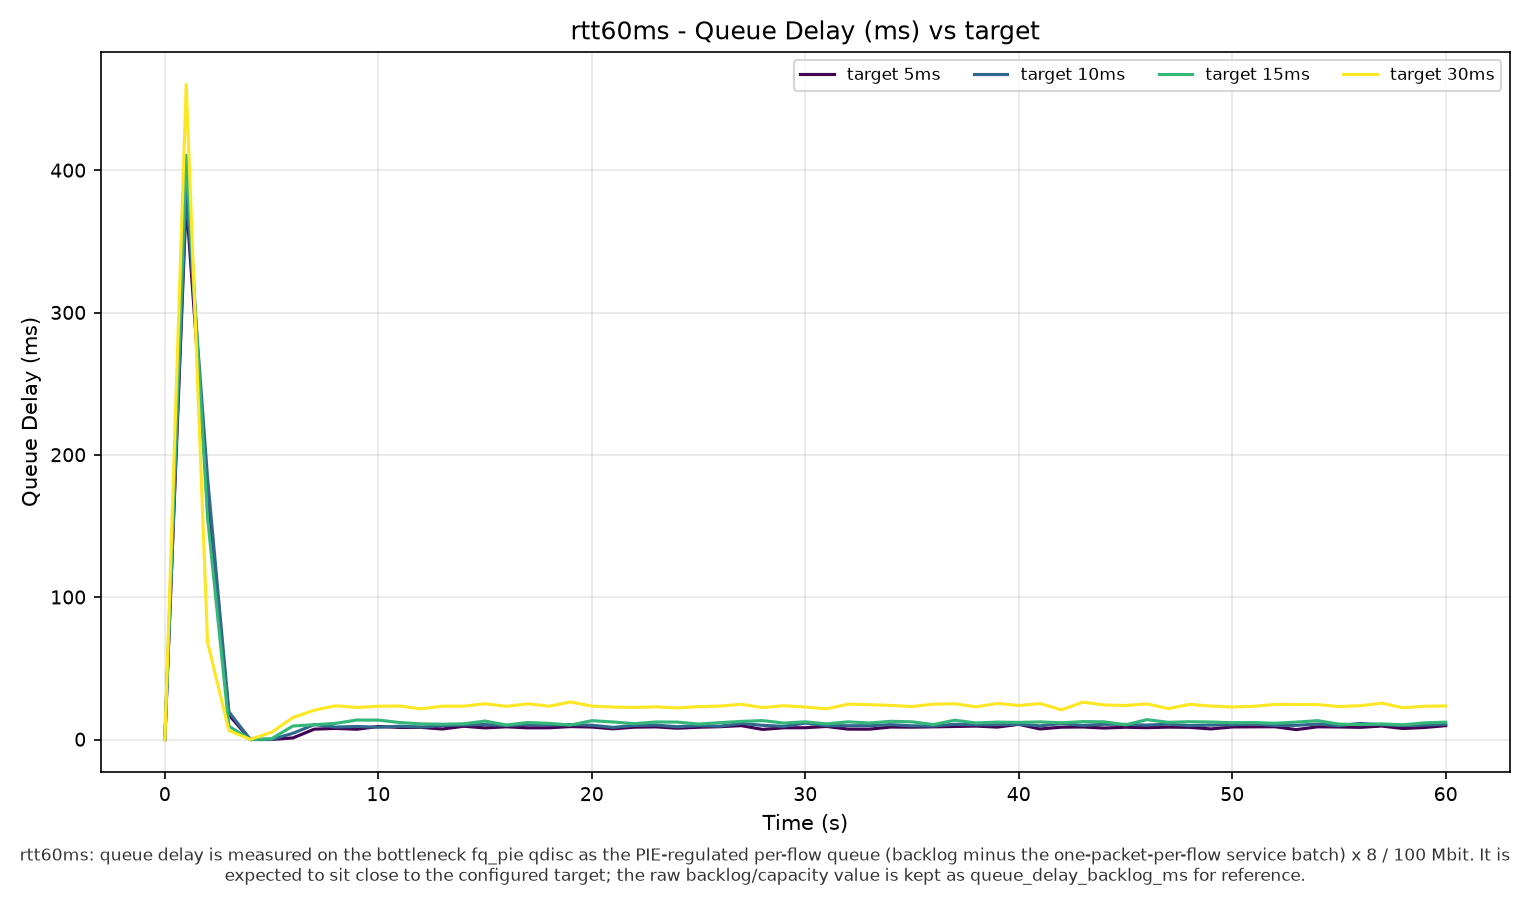 rtt60ms - Queue Delay (ms) vs target
target 5ms
target 10ms
target 15ms
target 30ms
Queue Delay (ms)
400
300
200
100
0
0
10
20
30
40
50
60
Time (s)
rtt60ms: queue delay is measured on the bottleneck fq_pie qdisc as the PIE-regulated per-flow queue (backlog minus the one-packet-per-flow service batch) x 8 / 100 Mbit. It is
expected to sit close to the configured target; the raw backlog/capacity value is kept as queue_delay_backlog_ms for reference.